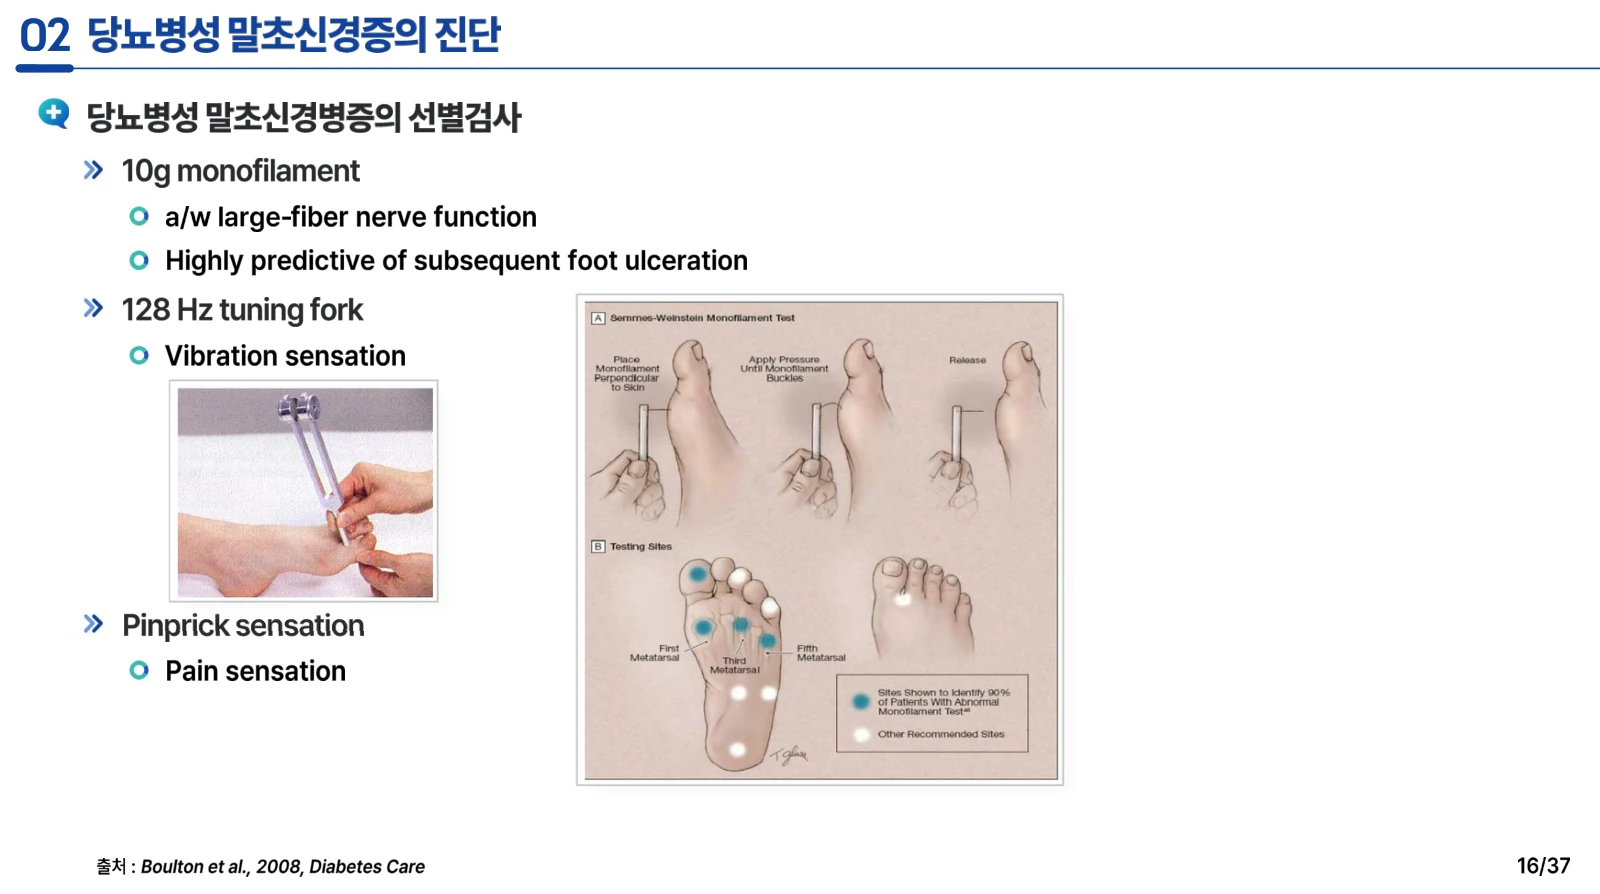 02 당뇨병성 말초신경증의 진단
당뇨병성 말초신경병증의 선별검사
10g monofilament
a/w large-fiber nerve function
Highly predictive of subsequent foot ulceration
128 Hz tuning fork
Vibration sensation
Pinprick sensation
Pain sensation
A Semmes-Weinstein Monofilament Test
Place
Monofilament
Perpendicular
to Skin
Apply Pressure
Until Monofilament
Buckles
Release
B Testing Sites
First
Metatarsal
Third
Metatarsal
Fifth
Metatarsal
Sites Shown to Identify 90%
of Patients With Abnormal
Monofilament Test
Other Recommended Sites
출처 : Boulton et al., 2008, Diabetes Care
16/37